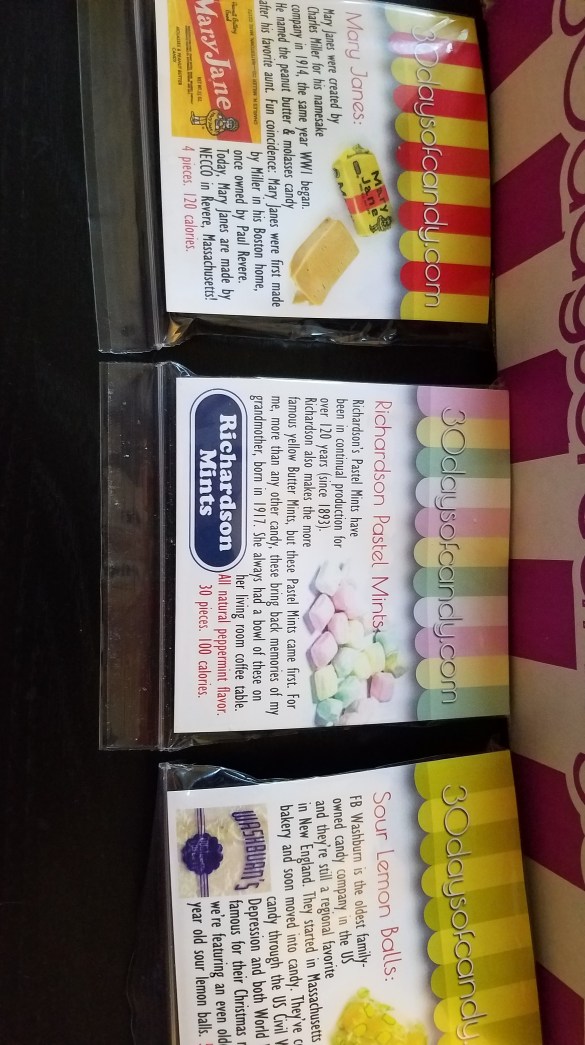 30daysofcandy.com
Mary Janes:
Mary Janes were created by
Charles Miller for his namesake
company in 1914, the same year WW1 began.
He named the peanut butter & molasses candy
after his favorite aunt. Fun coincidence: Mary Janes were first made
by Miller in his Boston home,
once owned by Paul Revere.
Today, Mary Janes are made by
NECCO in Revere, Massachusetts!
4 pieces. 120 calories.
MARY
JANE
Mary Jane
30daysofcandy.com
Richardson Pastel Mints:
Richardson's Pastel Mints have
been in continual production for
over 120 years (since 1893).
Richardson also makes the more
famous yellow Butter Mints, but these Pastel Mints came first. For
me, more than any other candy, these bring back memories of my
grandmother, born in 1917. She always had a bowl of these on
her living room coffee table.
All natural peppermint flavor.
30 pieces. 100 calories.
Richardson
Mints
30daysofcandy.
Sour Lemon Balls:
FB Washburn is the oldest family-
owned candy company in the US
and they're still a regional favorite
in New England. They started in Massachusetts
bakery and soon moved into candy. They've c
candy through the US Civil W
Depression and both World
famous for their Christmas r
we're featuring an even old
year old sour lemon balls.
WASHBURN'S